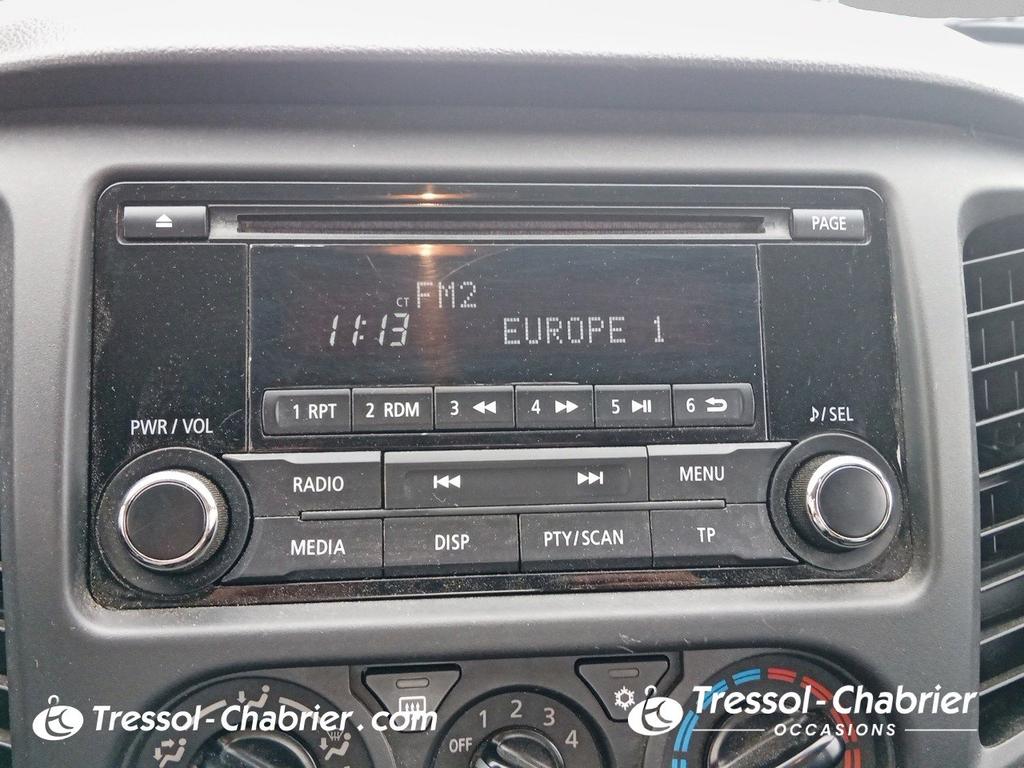 PAGE
CT FM2
11:13 EUROPE 1
1 RPT 2 RDM 3 4 5 6
PWR / VOL
/SEL
RADIO MENU
MEDIA DISP PTY/SCAN TP
OFF 1 2 3 4
Tressol-Chabrier.com
Tressol-Chabrier
OCCASIONS